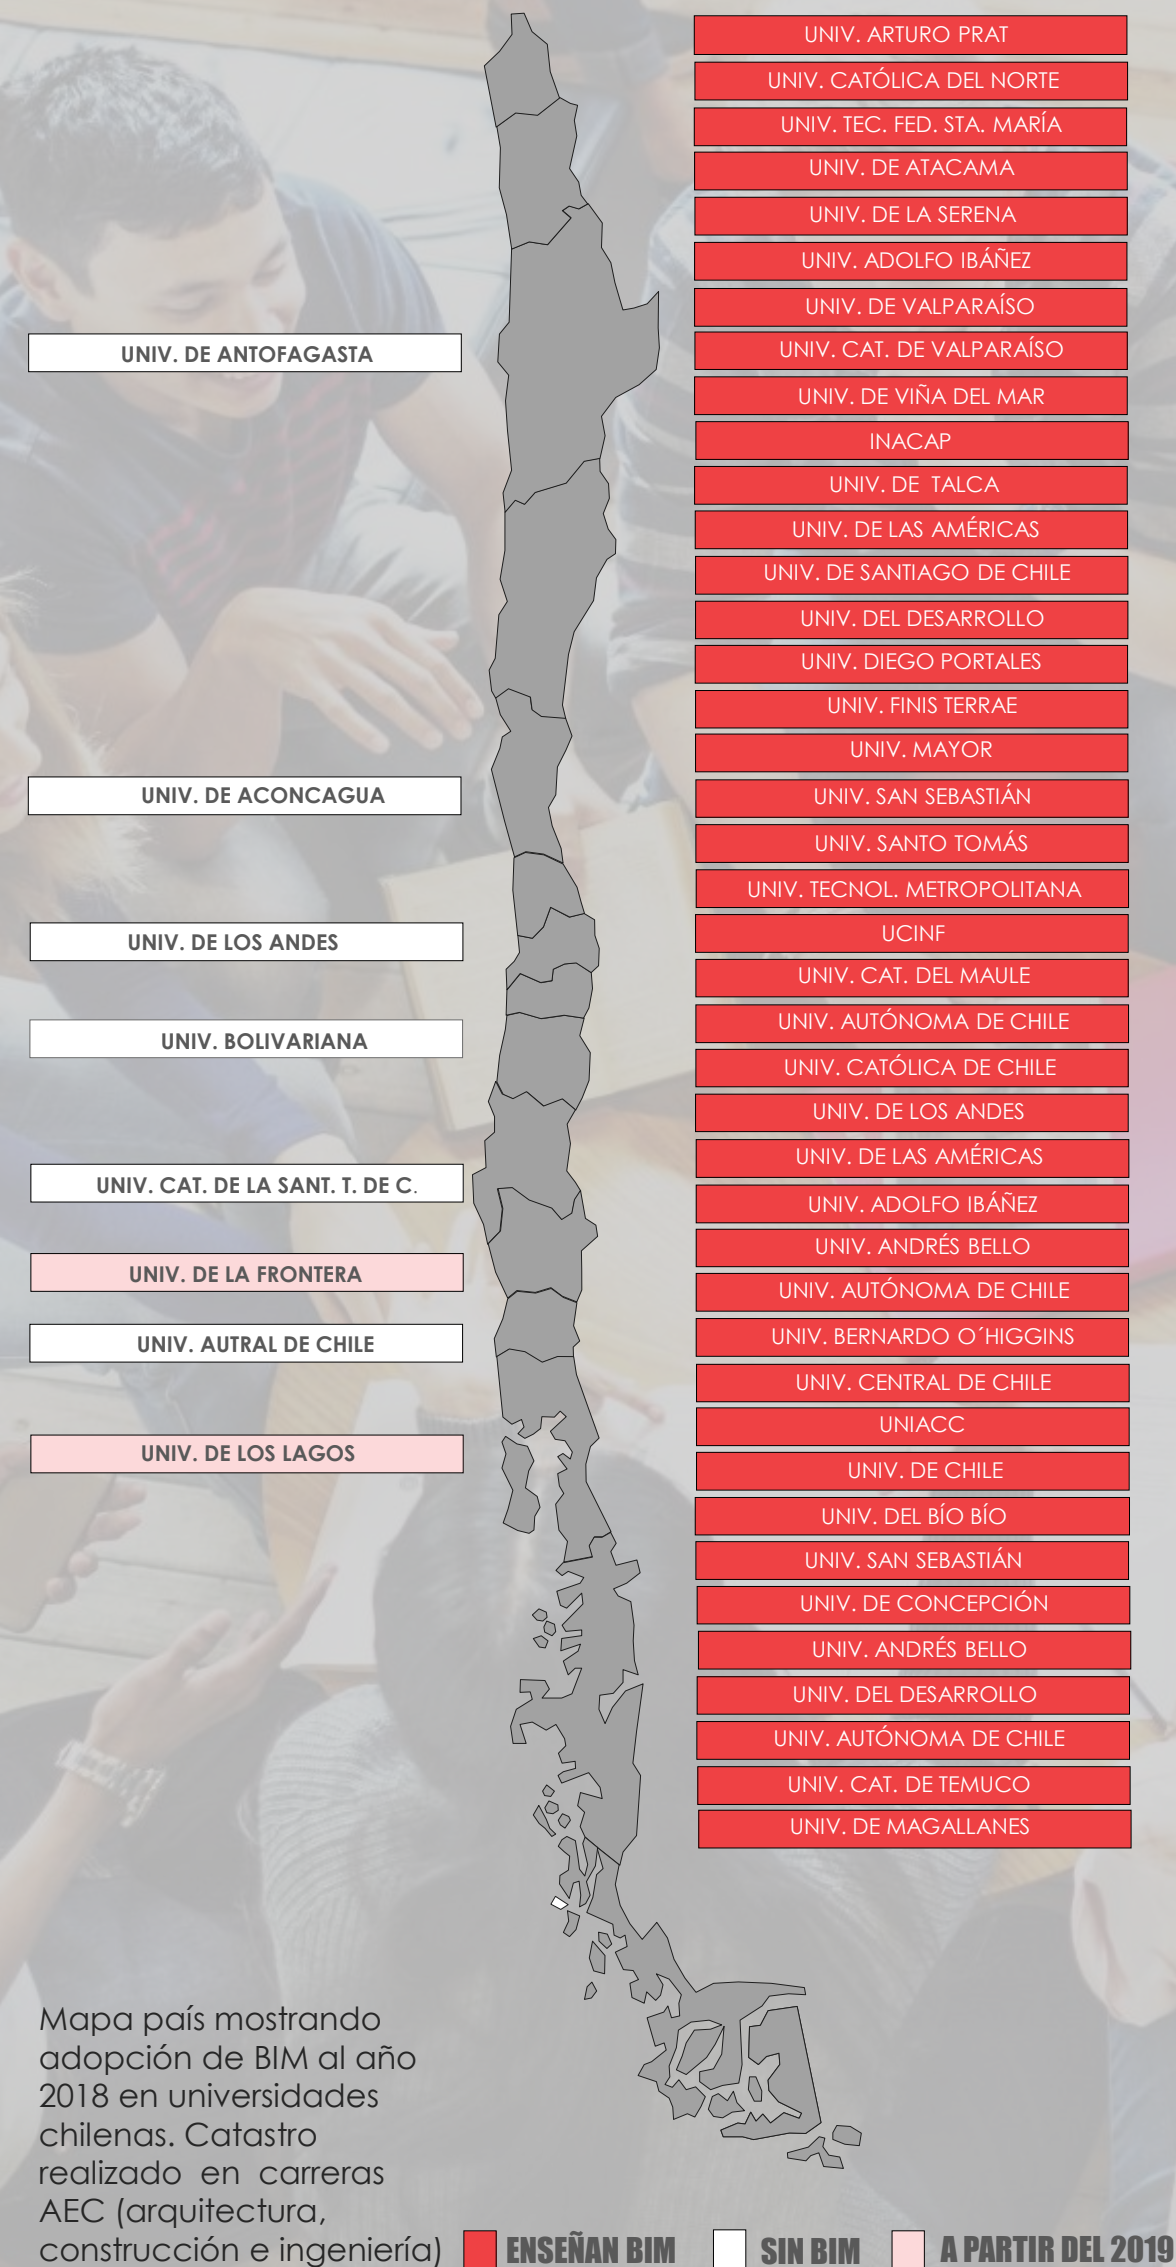 UNIV. ARTURO PRAT
UNIV. CATÓLICA DEL NORTE
UNIV. TEC. FED. STA. MARÍA
UNIV. DE ATACAMA
UNIV. DE LA SERENA
UNIV. ADOLFO IBÁÑEZ
UNIV. DE VALPARAÍSO
UNIV. CAT. DE VALPARAÍSO
UNIV. DE VIÑA DEL MAR
INACAP
UNIV. DE TALCA
UNIV. DE LAS AMÉRICAS
UNIV. DE SANTIAGO DE CHILE
UNIV. DEL DESARROLLO
UNIV. DIEGO PORTALES
UNIV. FINIS TERRAE
UNIV. MAYOR
UNIV. SAN SEBASTIÁN
UNIV. SANTO TOMÁS
UNIV. TECNOL. METROPOLITANA
UCINF
UNIV. CAT. DEL MAULE
UNIV. AUTÓNOMA DE CHILE
UNIV. CATÓLICA DE CHILE
UNIV. DE LOS ANDES
UNIV. DE LAS AMÉRICAS
UNIV. ADOLFO IBÁÑEZ
UNIV. ANDRÉS BELLO
UNIV. AUTÓNOMA DE CHILE
UNIV. BERNARDO O´HIGGINS
UNIV. CENTRAL DE CHILE
UNIACC
UNIV. DE CHILE
UNIV. DEL BÍO BÍO
UNIV. SAN SEBASTIÁN
UNIV. DE CONCEPCIÓN
UNIV. ANDRÉS BELLO
UNIV. DEL DESARROLLO
UNIV. AUTÓNOMA DE CHILE
UNIV. CAT. DE TEMUCO
UNIV. DE MAGALLANES
UNIV. DE ANTOFAGASTA
UNIV. DE ACONCAGUA
UNIV. DE LOS ANDES
UNIV. BOLIVARIANA
UNIV. CAT. DE LA SANT. T. DE C.
UNIV. DE LA FRONTERA
UNIV. AUTRAL DE CHILE
UNIV. DE LOS LAGOS
Mapa país mostrando
adopción de BIM al año
2018 en universidades
chilenas. Catastro
realizado en carreras
AEC (arquitectura,
construcción e ingeniería)
ENSEÑAN BIM
SIN BIM
A PARTIR DEL 2019